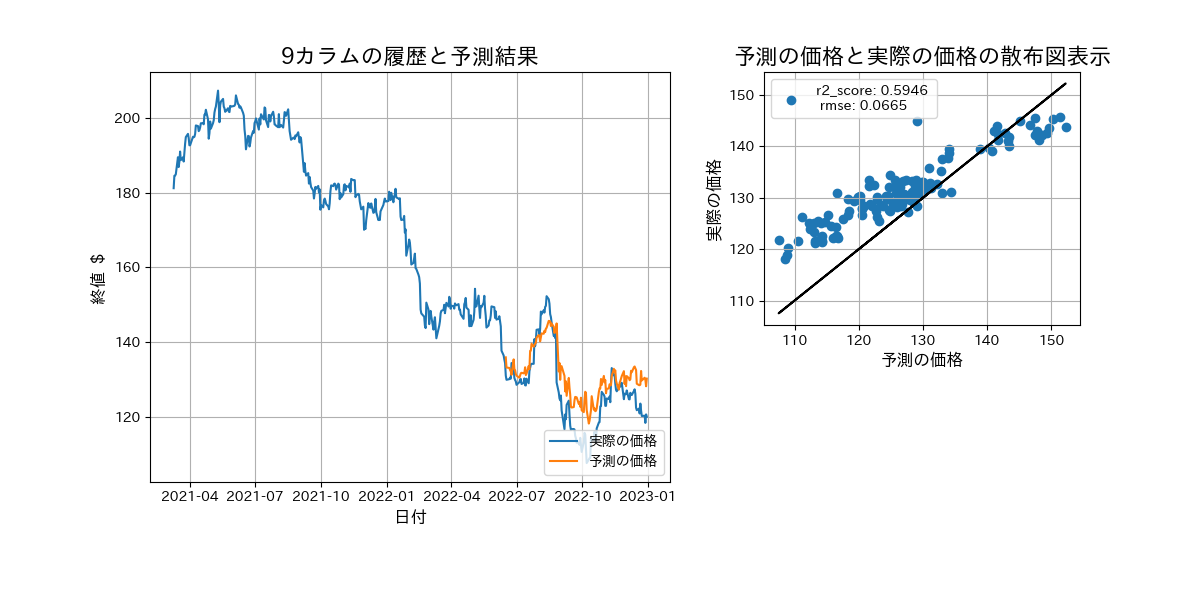 9カラムの履歴と予測結果
終値 $
200
180
160
140
120
2021-04 2021-07 2021-10 2022-01 2022-04 2022-07 2022-10 2023-01
日付
実際の価格
予測の価格
予測の価格と実際の価格の散布図表示
r2_score: 0.5946
rmse: 0.0665
実際の価格
150
140
130
120
110
110 120 130 140 150
予測の価格